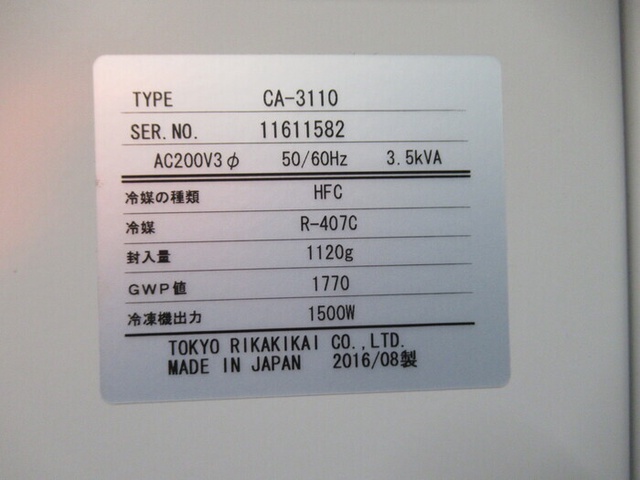 TYPE CA-3110
SER.NO. 11611582
AC200V3φ 50/60Hz 3.5kVA
冷媒の種類 HFC
冷媒 R-407C
封入量 1120g
GWP値 1770
冷凍機出力 1500W
TOKYO RIKAKIKAI CO.,LTD.
MADE IN JAPAN 2016/08製